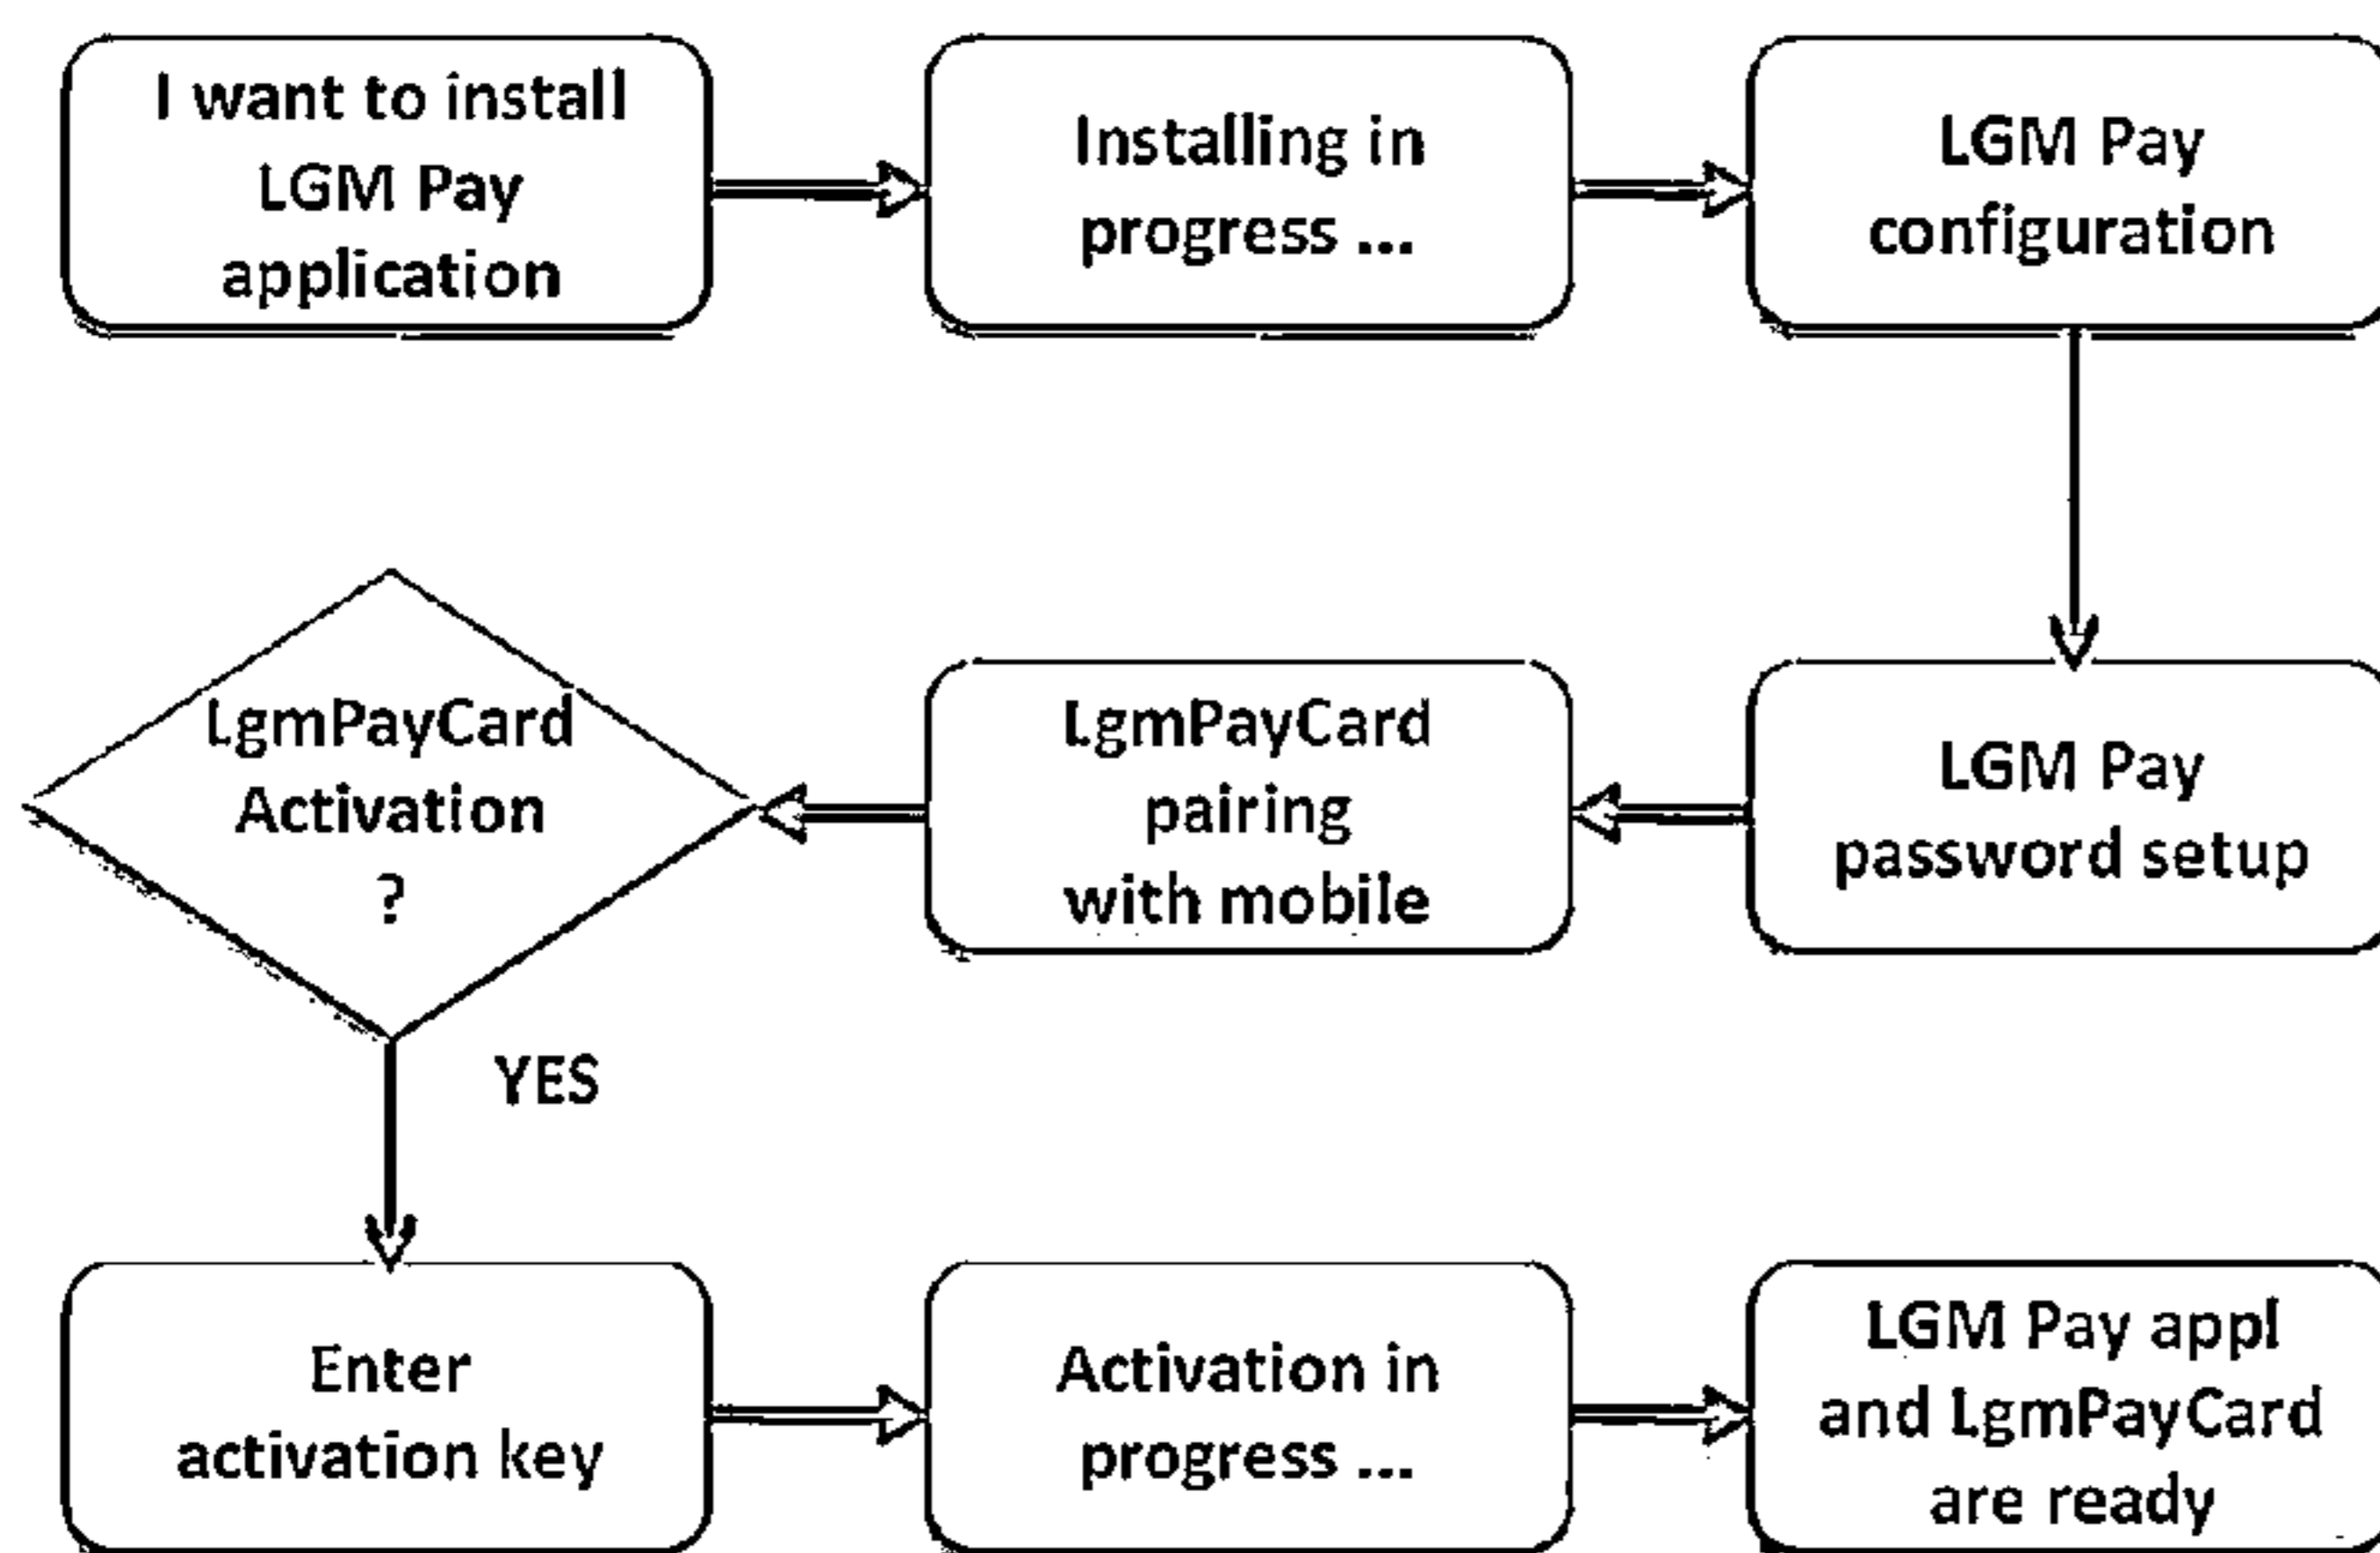 I want to install
LGM Pay
application
Installing in
progress ...
LGM Pay
configuration
LgmPayCard
Activation
?
LgmPayCard
pairing
with mobile
LGM Pay
password setup
YES
Enter
activation key
Activation in
progress ...
LGM Pay appl
and LgmPayCard
are ready